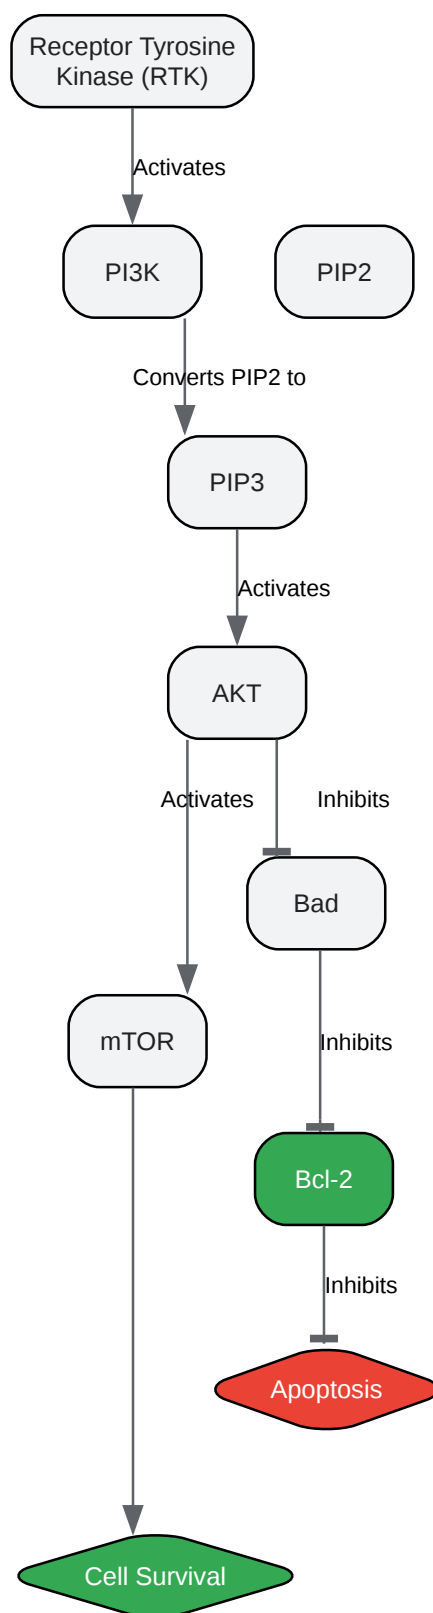 Receptor Tyrosine
Kinase (RTK)
Activates
PI3K
PIP2
Converts PIP2 to
PIP3
Activates
AKT
Activates
Inhibits
Bad
mTOR
Inhibits
Bcl-2
Inhibits
Apoptosis
Cell Survival